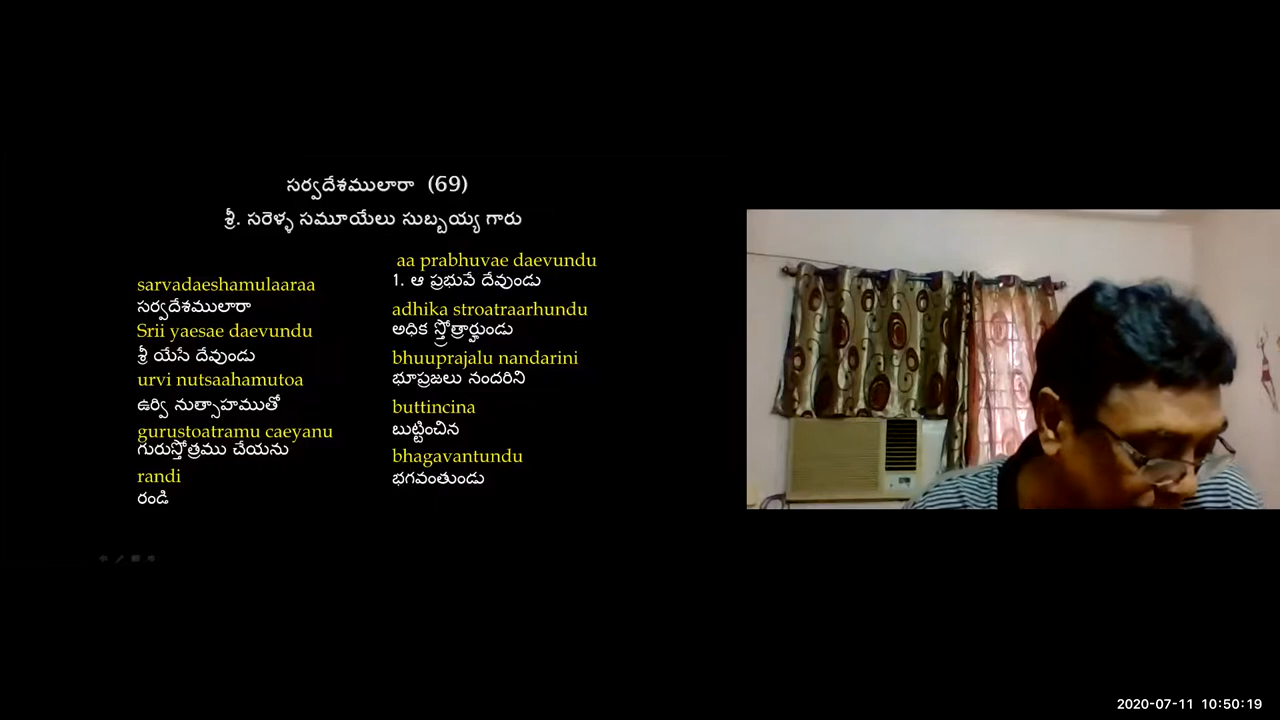 సర్వదేశములారా (69)
శ్రీ. సరెళ్ళ సమూయేలు సుబ్బయ్య గారు
sarvadaeshamulaaraa
సర్వదేశములారా
Srii yaesae daevundu
శ్రీ యేసే దేవుండు
urvi nutsaahamutoa
ఉర్వి నుత్సాహముతో
gurustoatramu caeyanu
గురుస్తోత్రము చేయను
randi
రండి
aa prabhuvae daevundu
1. ఆ ప్రభువే దేవుండు
adhika stroatraarhundu
అధిక స్త్రోత్రార్హుండు
bhuuprajalu nandarini
భూప్రజలు నందరిని
buttincina
బుట్టించిన
bhagavantundu
భగవంతుండు
2020-07-11 10:50:19